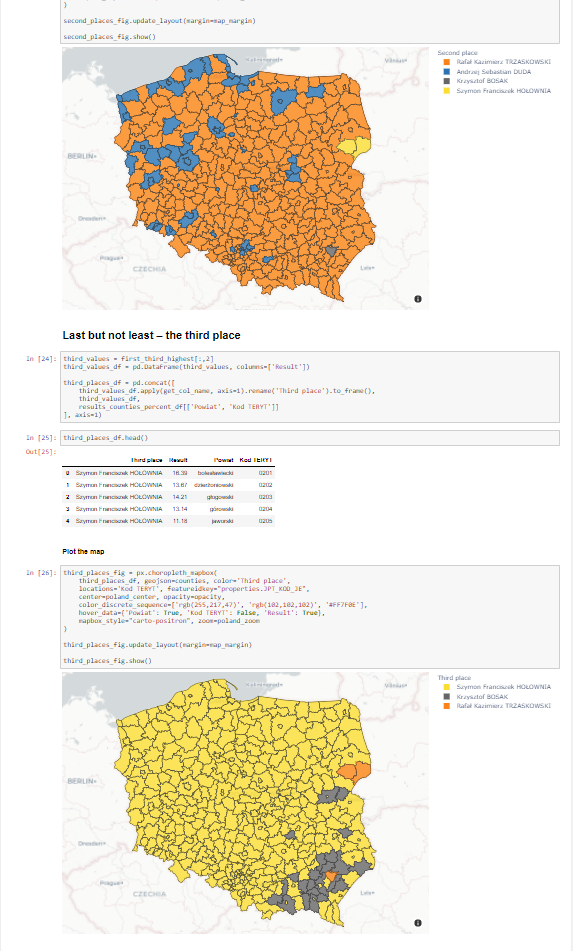 )
second_places_fig.update_layout(margin=map_margin)
second_places_fig.show()
Second place
Rafał Kazimierz TRZASKOWSKI
Andrzej Sebastian DUDA
Krzysztof BOSAK
Szymon Franciszek HOŁOWNIA
Vilnius
BERLIN
Dresden
Prague
CZECHIA
Last but not least – the third place
In [24]:
third_values = first_third_highest[:,2]
third_values_df = pd.DataFrame(third_values, columns=['Result'])
third_places_df = pd.concat([
third_values_df.apply(get_col_name, axis=1).rename('Third place').to_frame(),
third_values_df,
results_counties_percent_df[['Powiat', 'Kod TERYT']]
], axis=1)
In [25]:
third_places_df.head()
Out[25]:
Third place Result Powiat Kod TERYT
0 Szymon Franciszek HOŁOWNIA 16.39 bolesławiecki 0201
1 Szymon Franciszek HOŁOWNIA 13.67 dzierżoniowski 0202
2 Szymon Franciszek HOŁOWNIA 14.21 głogowski 0203
3 Szymon Franciszek HOŁOWNIA 13.14 górowski 0204
4 Szymon Franciszek HOŁOWNIA 11.18 jaworski 0205
Plot the map
In [26]:
third_places_fig = px.choropleth_mapbox(
third_places_df, geojson=counties, color='Third place',
locations='Kod TERYT', featureidkey="properties.JPT_KOD_JE",
center=poland_center, opacity=opacity,
color_discrete_sequence=['rgb(255,217,47)', 'rgb(102,102,102)', '#FF7F0E'],
hover_data={'Powiat': True, 'Kod TERYT': False, 'Result': True},
mapbox_style="carto-positron", zoom=poland_zoom
)
third_places_fig.update_layout(margin=map_margin)
third_places_fig.show()
Third place
Szymon Franciszek HOŁOWNIA
Krzysztof BOSAK
Rafał Kazimierz TRZASKOWSKI
Vilnius
BERLIN
Dresden
Prague
CZECHIA